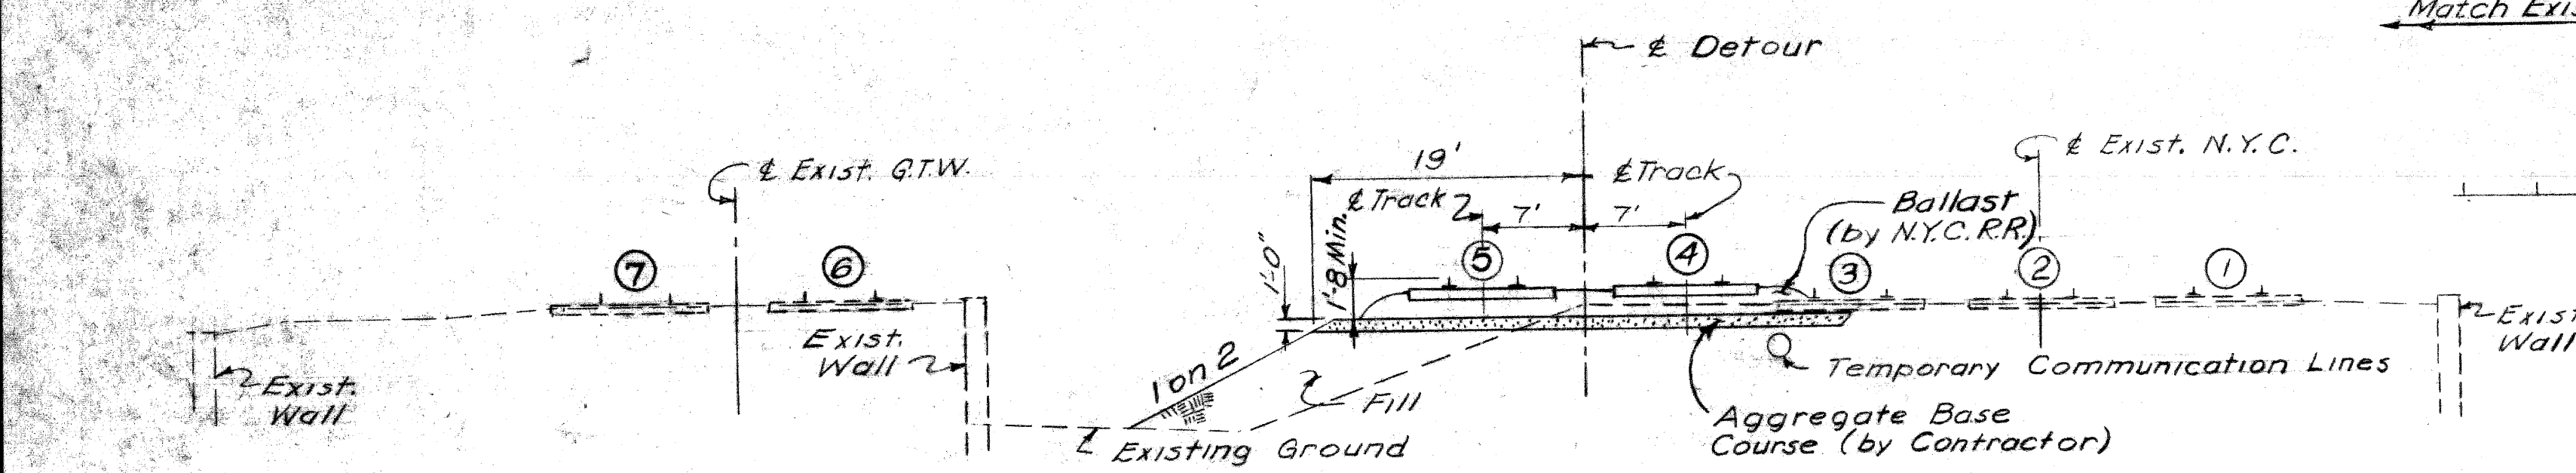 Match Exis
℄ Detour
℄ Exist. G.T.W.
19'
℄ Track
℄ Track
7'
7'
℄ Exist. N.Y.C.
Ballast
(by N.Y.C.R.R.)
1'-0"
1'-8 Min.
7
6
5
4
3
2
1
Exist.
Wall
Exist.
Wall
1 on 2
Fill
Existing Ground
Temporary Communication Lines
Aggregate Base
Course (by Contractor)
Exist
Wall